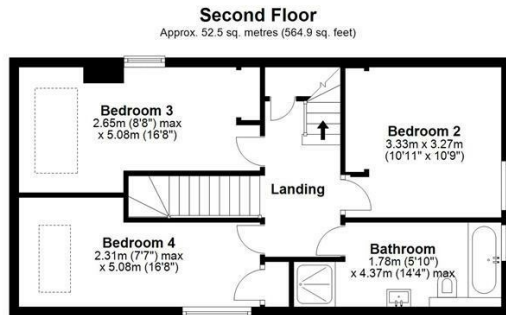 Second Floor
Approx. 52.5 sq. metres (564.9 sq. feet)
Bedroom 3
2.65m (8'8") max
x 5.08m (16'8")
Bedroom 2
3.33m x 3.27m
(10'11" x 10'9")
Landing
Bedroom 4
2.31m (7'7") max
x 5.08m (16'8")
Bathroom
1.78m (5'10")
x 4.37m (14'4") max